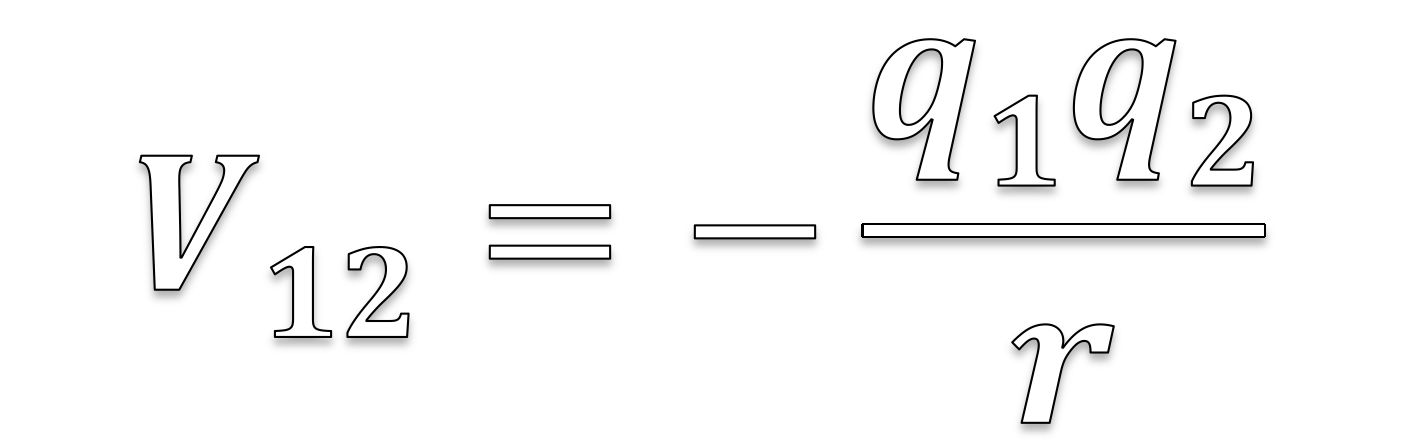 V₁₂ = − q₁q₂ / r